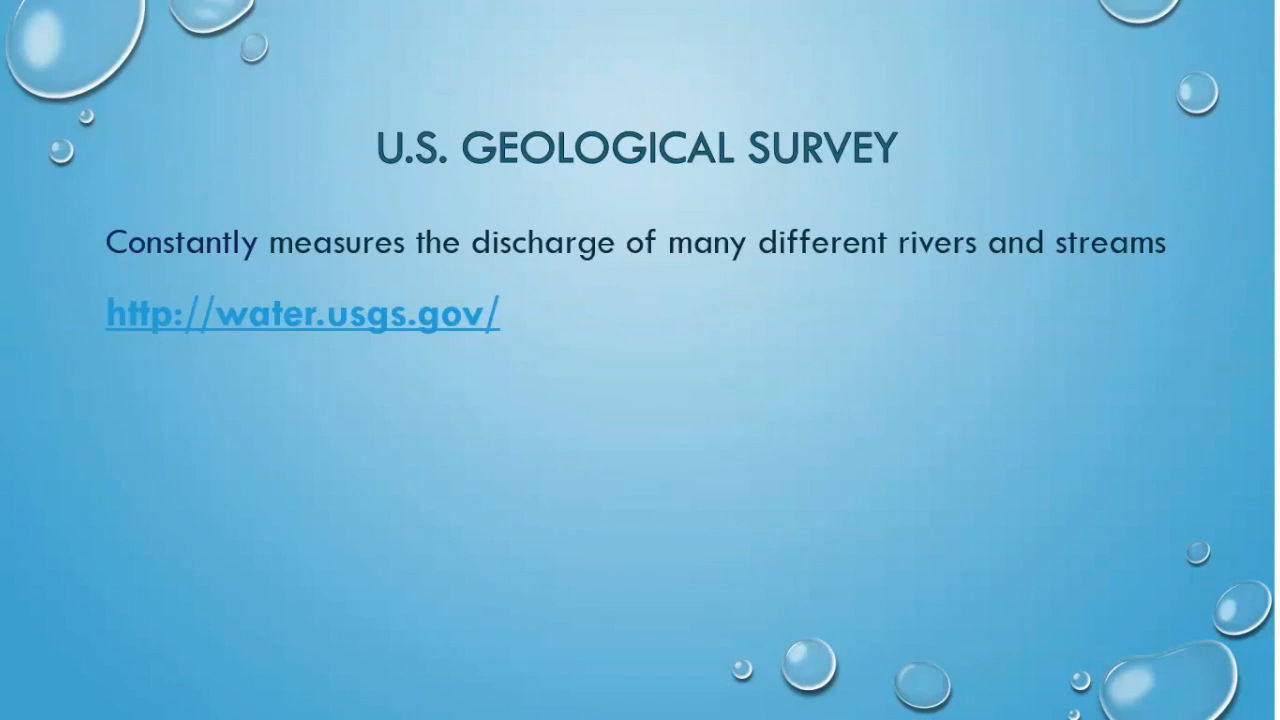 U.S. GEOLOGICAL SURVEY
Constantly measures the discharge of many different rivers and streams
http://water.usgs.gov/